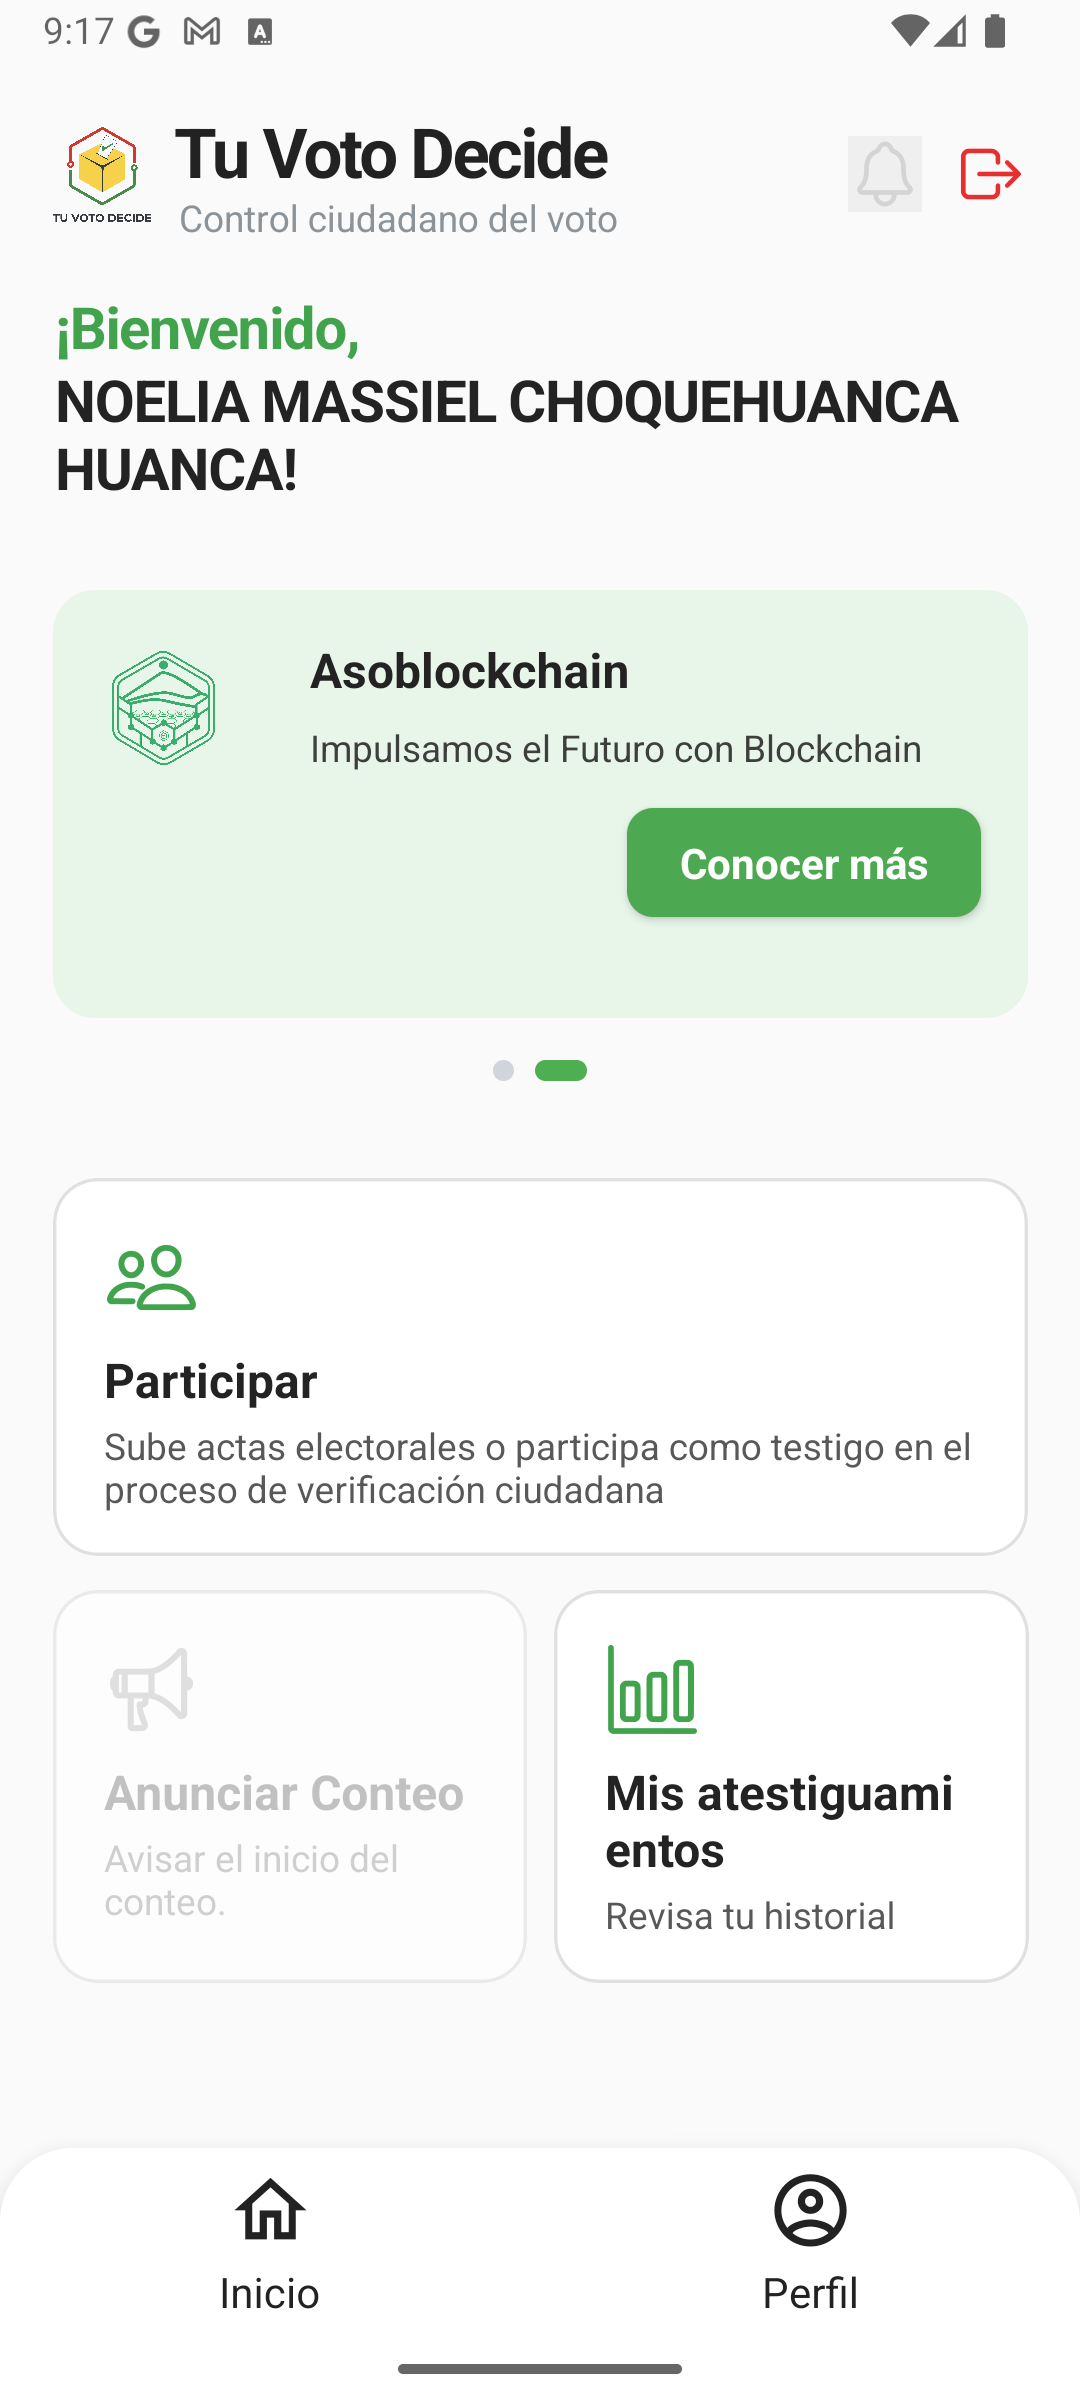 9:17
Tu Voto Decide
TU VOTO DECIDE
Control ciudadano del voto
¡Bienvenido,
NOELIA MASSIEL CHOQUEHUANCA
HUANCA!
Asoblockchain
Impulsamos el Futuro con Blockchain
Conocer más
Participar
Sube actas electorales o participa como testigo en el
proceso de verificación ciudadana
Anunciar Conteo
Avisar el inicio del
conteo.
Mis atestiguami
entos
Revisa tu historial
Inicio
Perfil